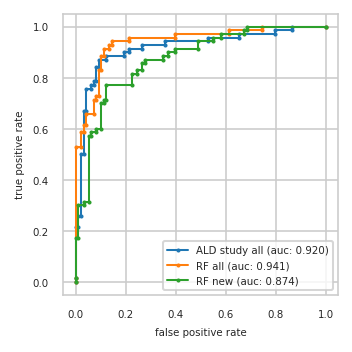 1.0
0.8
0.6
0.4
0.2
0.0
true positive rate
ALD study all (auc: 0.920)
RF all (auc: 0.941)
RF new (auc: 0.874)
0.0 0.2 0.4 0.6 0.8 1.0
false positive rate